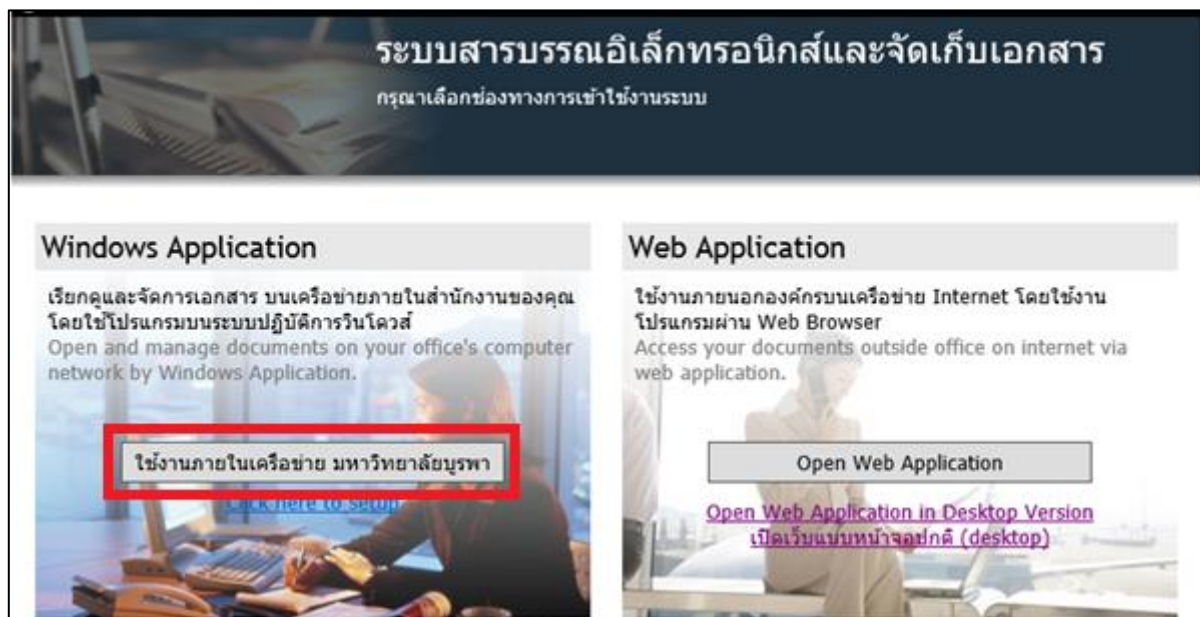 ระบบสารบรรณอิเล็กทรอนิกส์และจัดเก็บเอกสาร
กรุณาเลือกช่องทางการเข้าใช้งานระบบ
Windows Application
เรียกดูและจัดการเอกสาร บนเครือข่ายภายในสำนักงานของคุณ
โดยใช้โปรแกรมบนระบบปฏิบัติการวินโดวส์
Open and manage documents on your office's computer
network by Windows Application.
ใช้งานภายในเครือข่าย มหาวิทยาลัยบูรพา
Click here to setup
Web Application
ใช้งานภายนอกองค์กรบนเครือข่าย Internet โดยใช้งาน
โปรแกรมผ่าน Web Browser
Access your documents outside office on internet via
web application.
Open Web Application
Open Web Application in Desktop Version
เปิดเว็บแบบหน้าจอปกติ (desktop)